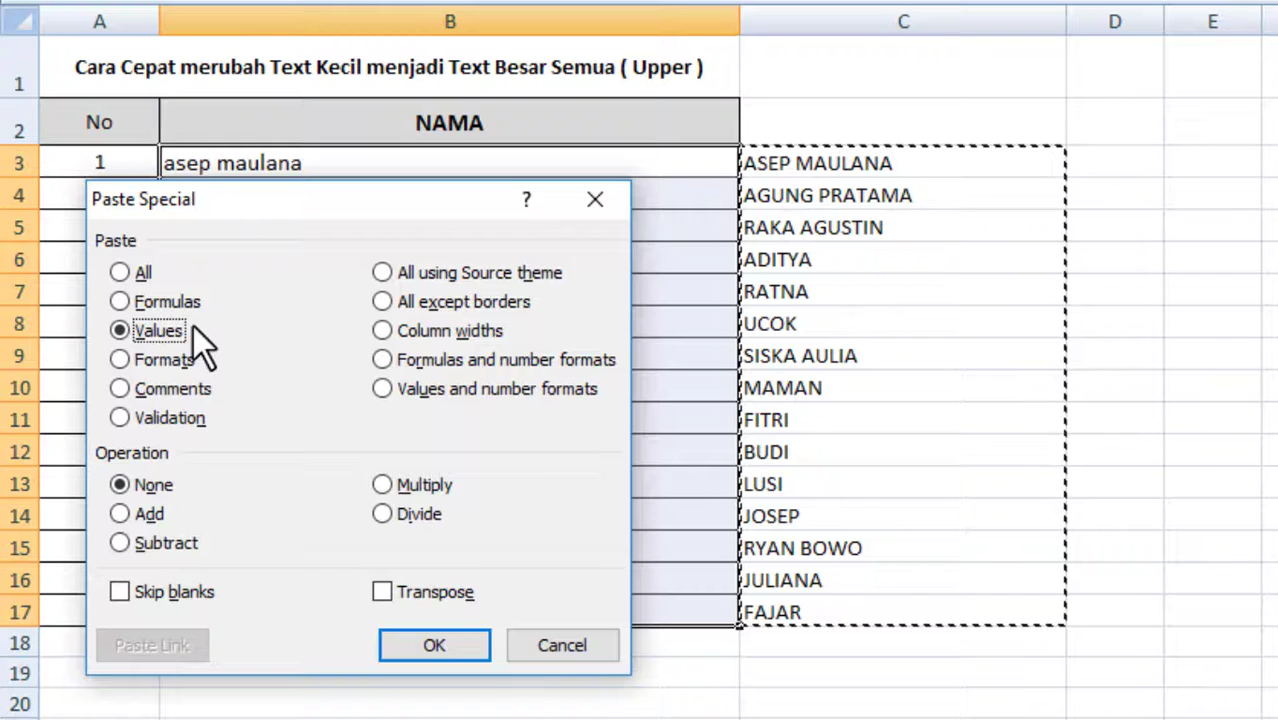 A B C D E
1 Cara Cepat merubah Text Kecil menjadi Text Besar Semua ( Upper )
2 No NAMA
3 1 asep maulana ASEP MAULANA
4 AGUNG PRATAMA
5 RAKA AGUSTIN
6 ADITYA
7 RATNA
8 UCOK
9 SISKA AULIA
10 MAMAN
11 FITRI
12 BUDI
13 LUSI
14 JOSEP
15 RYAN BOWO
16 JULIANA
17 FAJAR
18
19
20
Paste Special ?
Paste
All All using Source theme
Formulas All except borders
Values Column widths
Formats Formulas and number formats
Comments Values and number formats
Validation
Operation
None Multiply
Add Divide
Subtract
Skip blanks Transpose
Paste Link OK Cancel